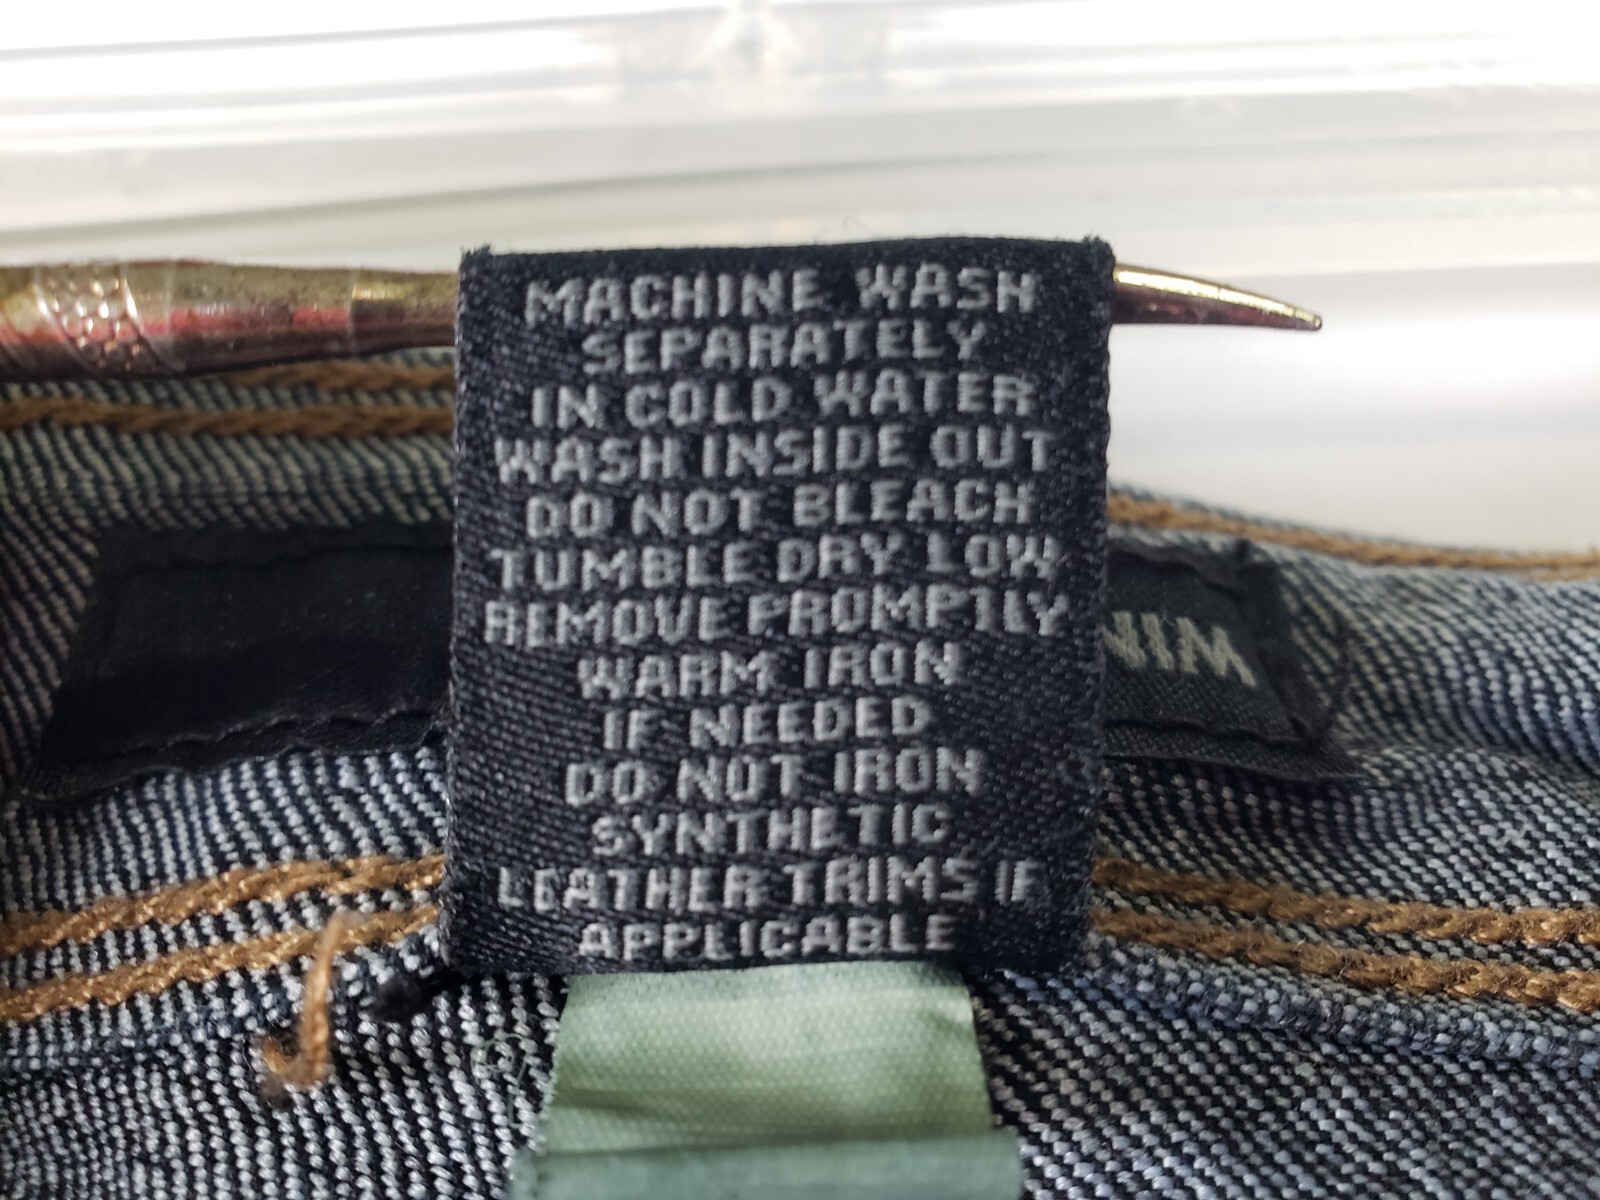 MACHINE WASH
SEPARATELY
IN COLD WATER
WASH INSIDE OUT
DO NOT BLEACH
TUMBLE DRY LOW
REMOVE PROMPTLY
WARM IRON
IF NEEDED
DO NOT IRON
SYNTHETIC
LEATHER TRIMS IF
APPLICABLE